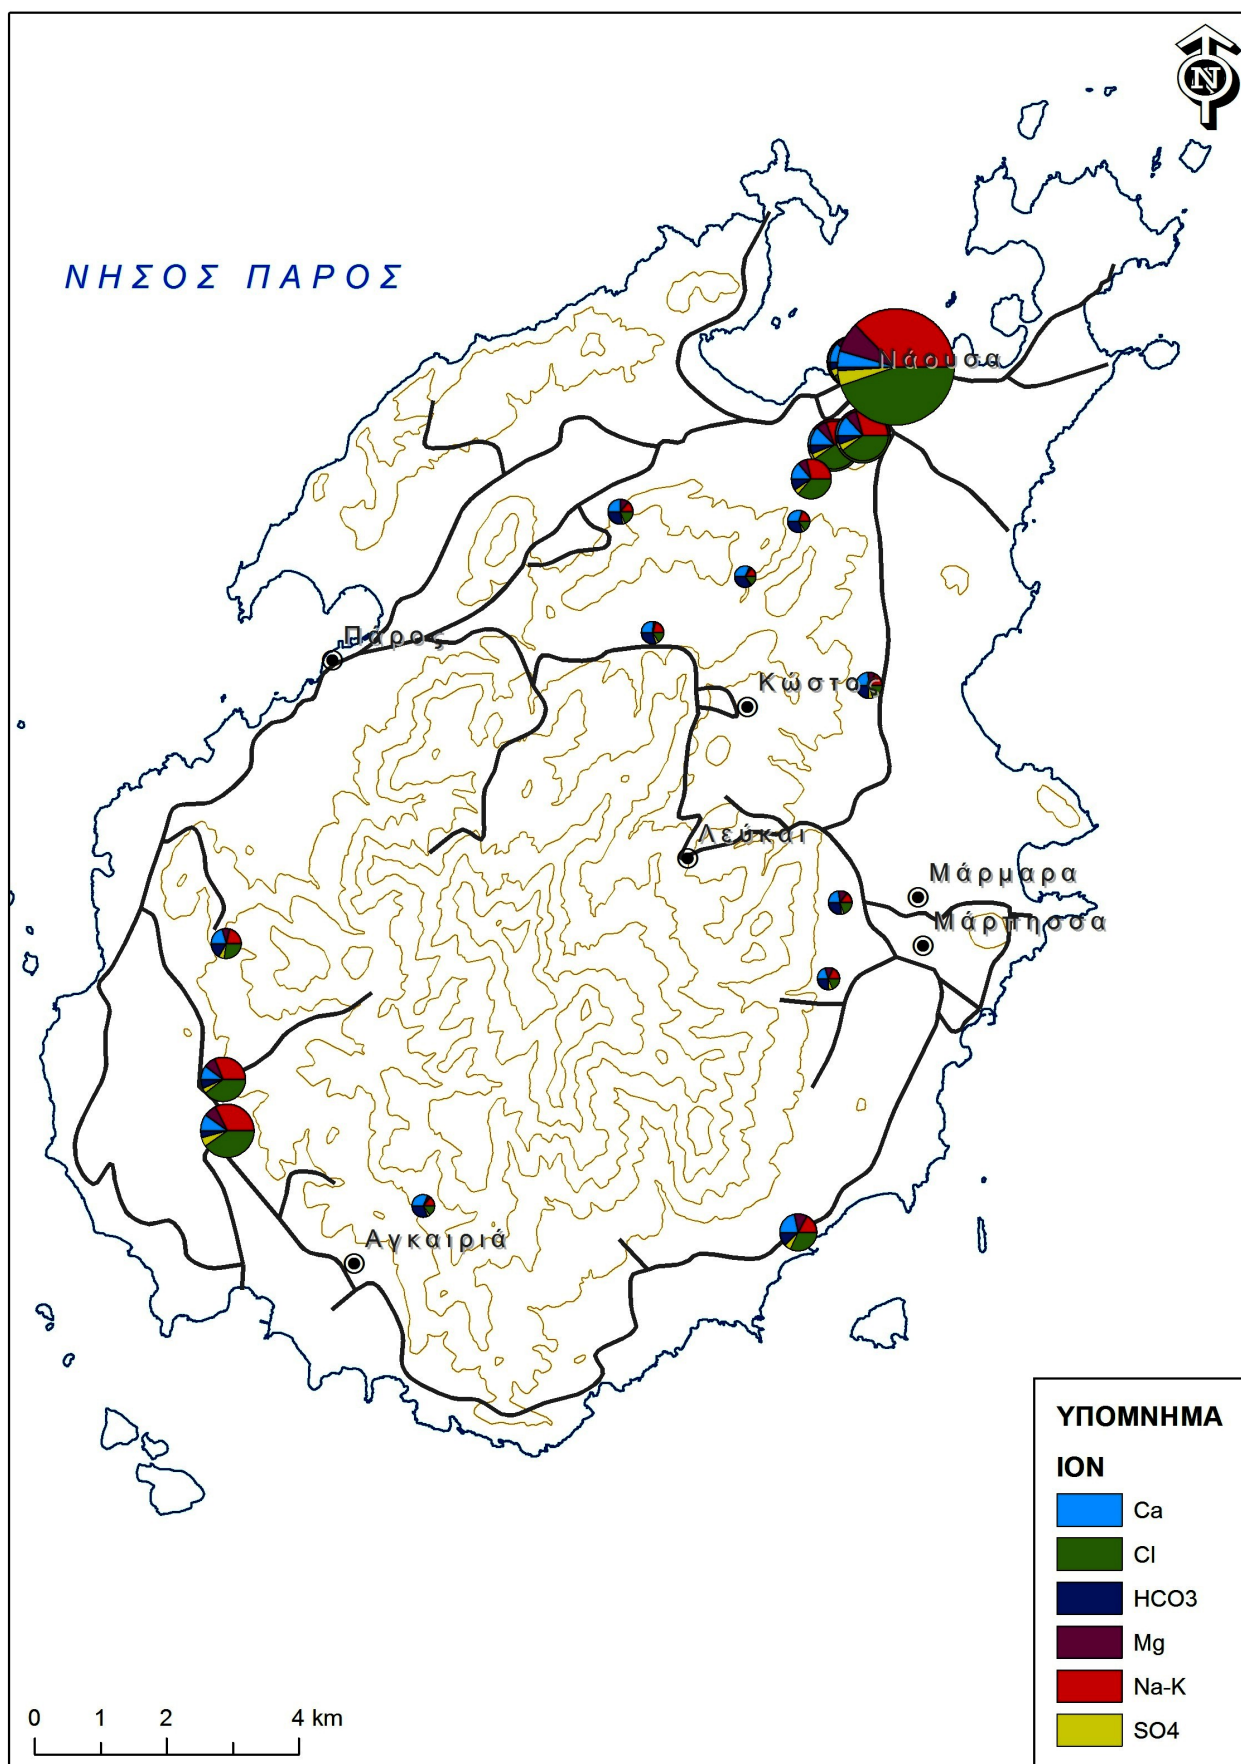 N
ΝΗΣΟΣ ΠΑΡΟΣ
Νάουσα
Πάρος
Κώστος
Λεύκαι
Μάρμαρα
Μάρπησσα
Αγκαιριά
ΥΠΟΜΝΗΜΑ
ION
Ca
Cl
HCO3
Mg
Na-K
SO4
0 1 2 4 km